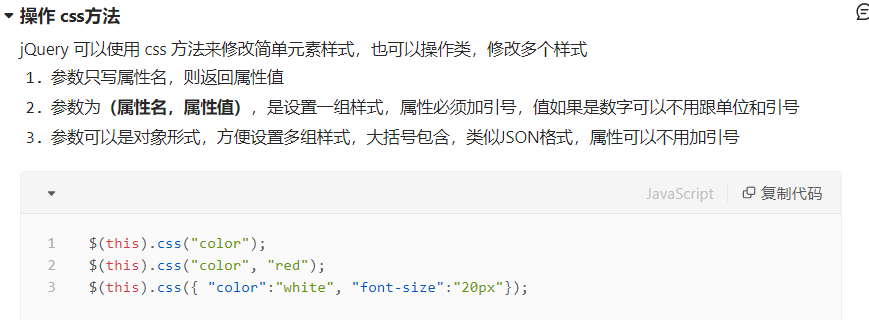 操作 css方法
jQuery 可以使用 css 方法来修改简单元素样式，也可以操作类，修改多个样式
1. 参数只写属性名，则返回属性值
2. 参数为（属性名，属性值），是设置一组样式，属性必须加引号，值如果是数字可以不用跟单位和引号
3. 参数可以是对象形式，方便设置多组样式，大括号包含，类似JSON格式，属性可以不用加引号
JavaScript 复制代码
1 $(this).css("color");
2 $(this).css("color", "red");
3 $(this).css({ "color":"white", "font-size":"20px"});